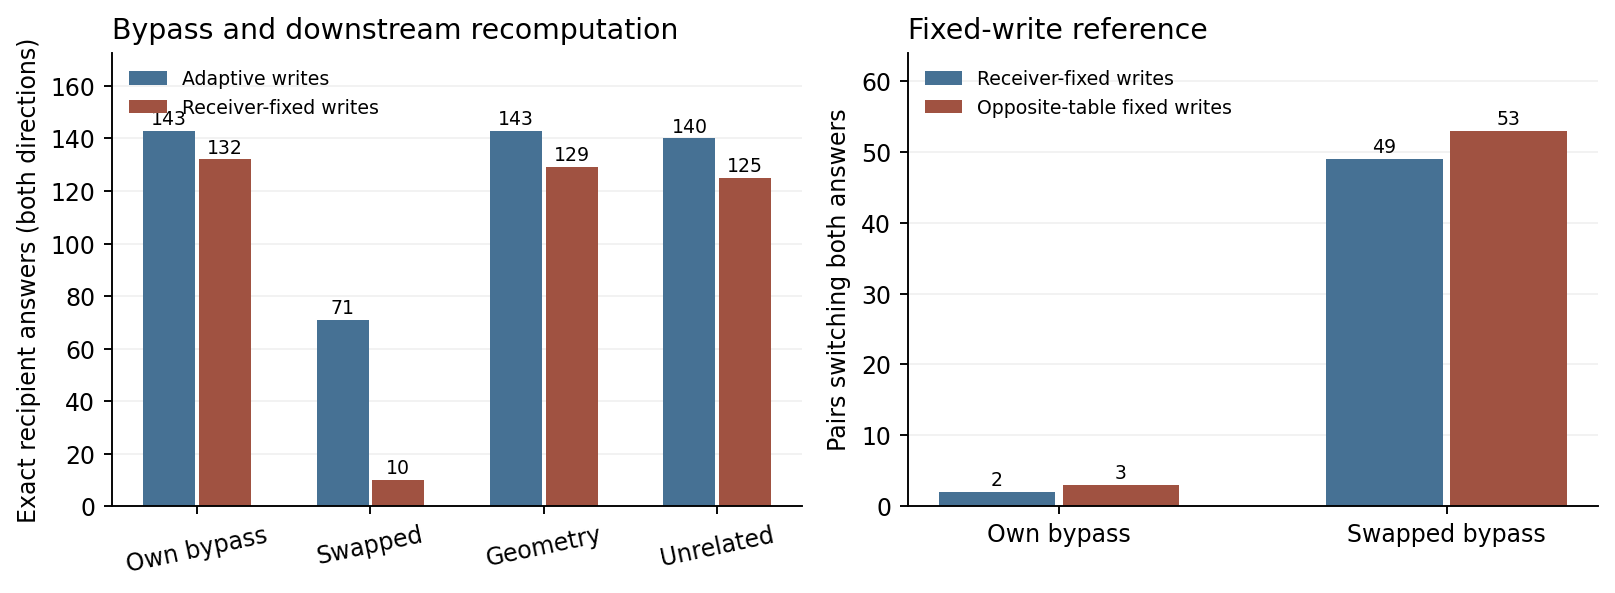 Bypass and downstream recomputation
Exact recipient answers (both directions)
160
140
120
100
80
60
40
20
0
Adaptive writes
Receiver-fixed writes
143
132
71
10
143
129
140
125
Own bypass
Swapped
Geometry
Unrelated
Fixed-write reference
Pairs switching both answers
60
50
40
30
20
10
0
Receiver-fixed writes
Opposite-table fixed writes
2
3
49
53
Own bypass
Swapped bypass